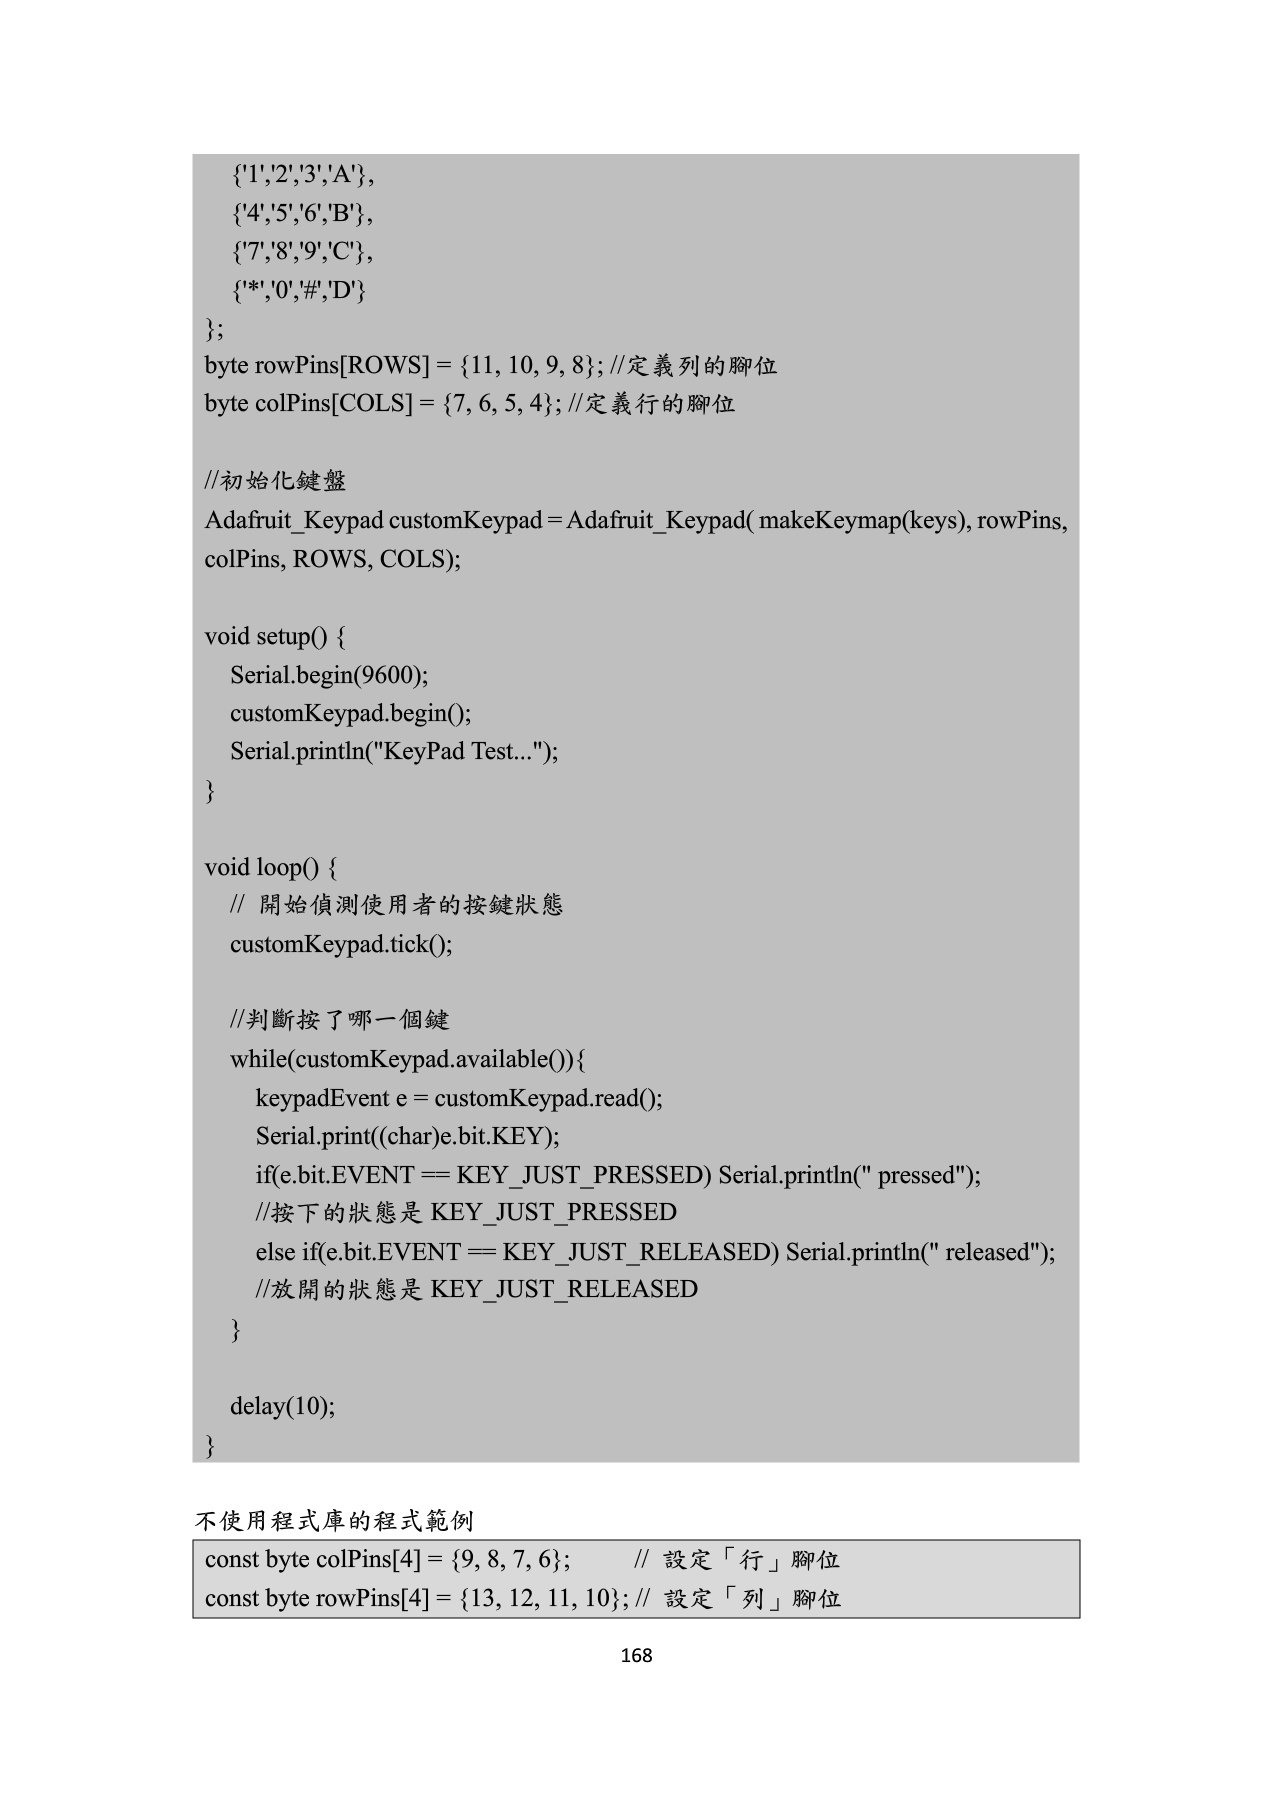 {'1','2','3','A'},
{'4','5','6','B'},
{'7','8','9','C'},
{'*','0','#','D'}
};
byte rowPins[ROWS] = {11, 10, 9, 8}; //定義列的腳位
byte colPins[COLS] = {7, 6, 5, 4}; //定義行的腳位
//初始化鍵盤
Adafruit_Keypad customKeypad = Adafruit_Keypad( makeKeymap(keys), rowPins,
colPins, ROWS, COLS);
void setup() {
Serial.begin(9600);
customKeypad.begin();
Serial.println("KeyPad Test...");
}
void loop() {
// 開始偵測使用者的按鍵狀態
customKeypad.tick();
//判斷按了哪一個鍵
while(customKeypad.available()){
keypadEvent e = customKeypad.read();
Serial.print((char)e.bit.KEY);
if(e.bit.EVENT == KEY_JUST_PRESSED) Serial.println(" pressed");
//按下的狀態是 KEY_JUST_PRESSED
else if(e.bit.EVENT == KEY_JUST_RELEASED) Serial.println(" released");
//放開的狀態是 KEY_JUST_RELEASED
}
delay(10);
}
不使用程式庫的程式範例
const byte colPins[4] = {9, 8, 7, 6}; // 設定「行」腳位
const byte rowPins[4] = {13, 12, 11, 10}; // 設定「列」腳位
168